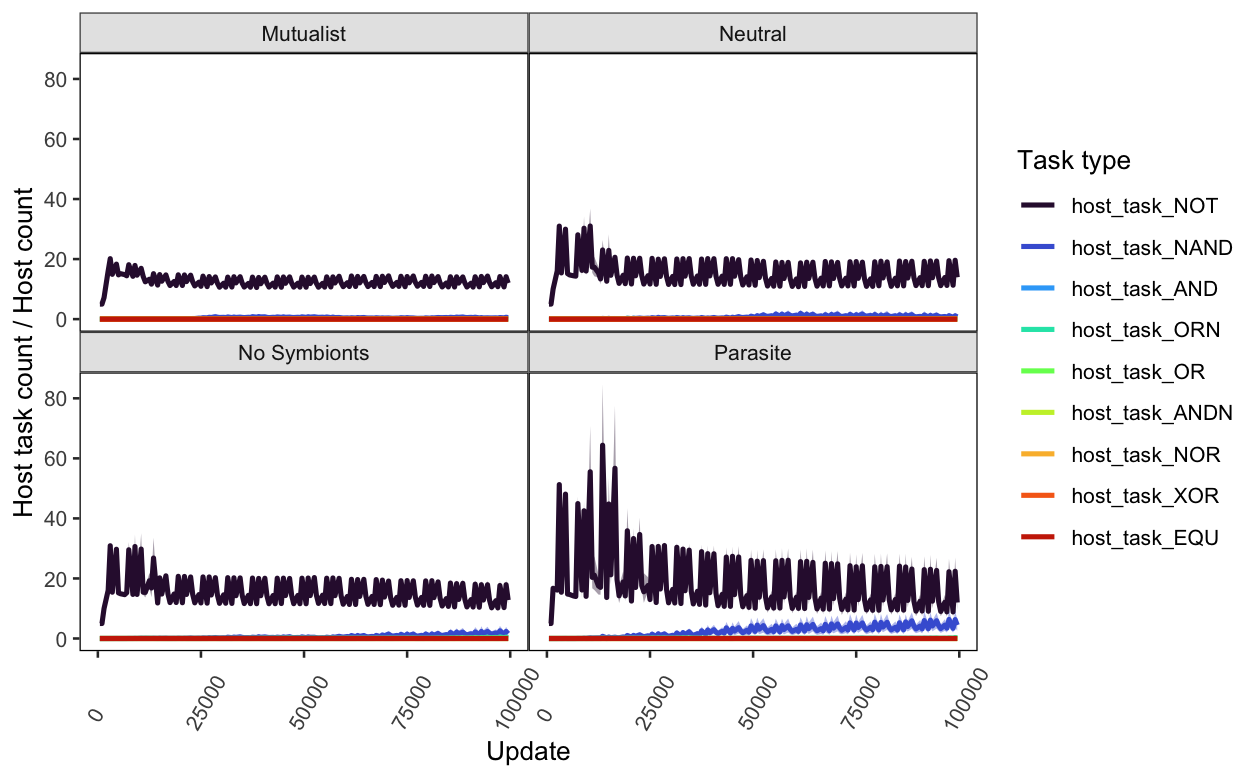 Mutualist
Neutral
80
60
40
20
0
No Symbionts
Parasite
80
60
40
20
0
0
25000
50000
75000
100000
0
25000
50000
75000
100000
Update
Host task count / Host count
Task type
host_task_NOT
host_task_NAND
host_task_AND
host_task_ORN
host_task_OR
host_task_ANDN
host_task_NOR
host_task_XOR
host_task_EQU